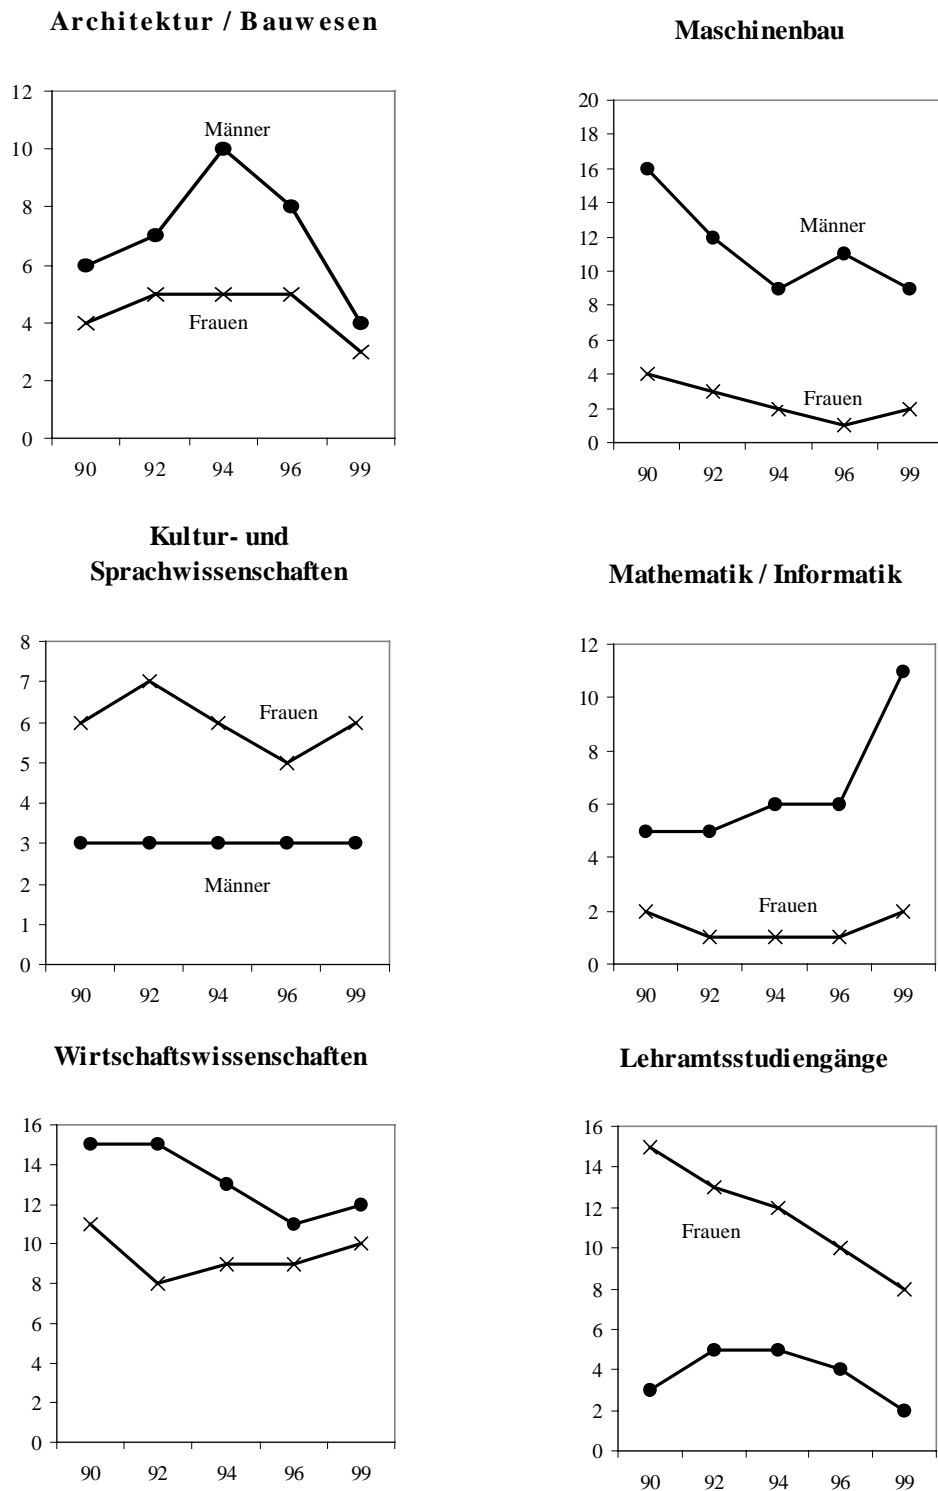 Architektur / Bauwesen
12
10
8
6
4
2
0
Männer
Frauen
90 92 94 96 99
Maschinenbau
20
18
16
14
12
10
8
6
4
2
0
Männer
Frauen
90 92 94 96 99
Kultur- und
Sprachwissenschaften
8
7
6
5
4
3
2
1
0
Frauen
Männer
90 92 94 96 99
Mathematik / Informatik
12
10
8
6
4
2
0
Frauen
90 92 94 96 99
Wirtschaftswissenschaften
16
14
12
10
8
6
4
2
0
90 92 94 96 99
Lehramtsstudiengänge
16
14
12
10
8
6
4
2
0
Frauen
90 92 94 96 99